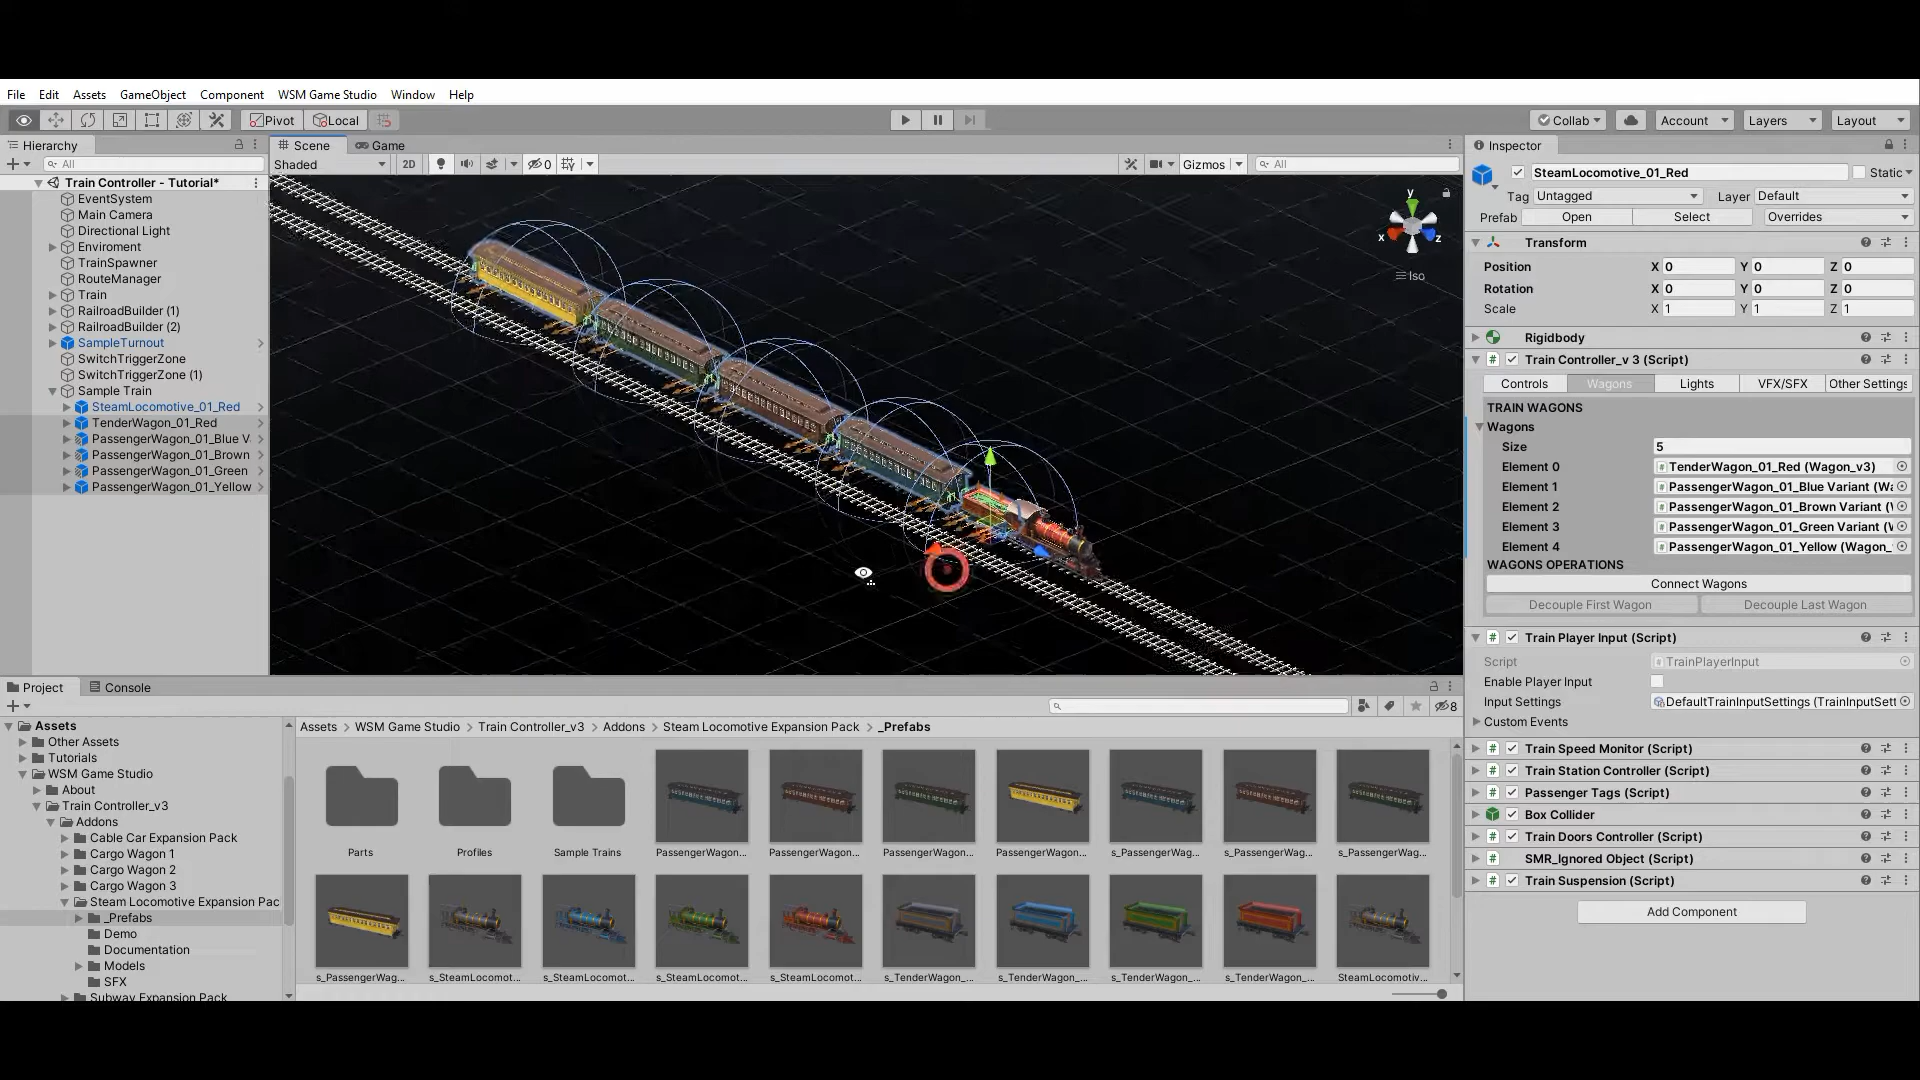 File Edit Assets GameObject Component WSM Game Studio Window Help
Pivot Local Collab Account Layers Layout
Hierarchy
All
Train Controller - Tutorial*
EventSystem
Main Camera
Directional Light
Enviroment
TrainSpawner
RouteManager
Train
RailroadBuilder (1)
RailroadBuilder (2)
SampleTurnout
SwitchTriggerZone
SwitchTriggerZone (1)
Sample Train
SteamLocomotive_01_Red
TenderWagon_01_Red
PassengerWagon_01_Blue V
PassengerWagon_01_Brown
PassengerWagon_01_Green
PassengerWagon_01_Yellow
Scene Game
Shaded 2D 0 Gizmos All
y
x z
Iso
Inspector
SteamLocomotive_01_Red Static
Tag Untagged Layer Default
Prefab Open Select Overrides
Transform
Position X 0 Y 0 Z 0
Rotation X 0 Y 0 Z 0
Scale X 1 Y 1 Z 1
Rigidbody
Train Controller_v 3 (Script)
Controls Wagons Lights VFX/SFX Other Settings
TRAIN WAGONS
Wagons
Size 5
Element 0 TenderWagon_01_Red (Wagon_v3)
Element 1 PassengerWagon_01_Blue Variant (Wa
Element 2 PassengerWagon_01_Brown Variant (
Element 3 PassengerWagon_01_Green Variant (
Element 4 PassengerWagon_01_Yellow (Wagon_
WAGONS OPERATIONS
Connect Wagons
Decouple First Wagon Decouple Last Wagon
Train Player Input (Script)
Script TrainPlayerInput
Enable Player Input
Input Settings DefaultTrainInputSettings (TrainInputSett
Custom Events
Train Speed Monitor (Script)
Train Station Controller (Script)
Passenger Tags (Script)
Box Collider
Train Doors Controller (Script)
SMR_Ignored Object (Script)
Train Suspension (Script)
Add Component
Project Console
8
Assets
Other Assets
Tutorials
WSM Game Studio
About
Train Controller_v3
Addons
Cable Car Expansion Pack
Cargo Wagon 1
Cargo Wagon 2
Cargo Wagon 3
Steam Locomotive Expansion Pac
_Prefabs
Demo
Documentation
Models
SFX
Subway Expansion Pack
Assets > WSM Game Studio > Train Controller_v3 > Addons > Steam Locomotive Expansion Pack > _Prefabs
Parts Profiles Sample Trains PassengerWagon... PassengerWagon... PassengerWagon... PassengerWagon... s_PassengerWag... s_PassengerWag... s_PassengerWag...
s_PassengerWag... s_SteamLocomot... s_SteamLocomot... s_SteamLocomot... s_SteamLocomot... s_TenderWagon_... s_TenderWagon_... s_TenderWagon_... s_TenderWagon_... SteamLocomotiv...